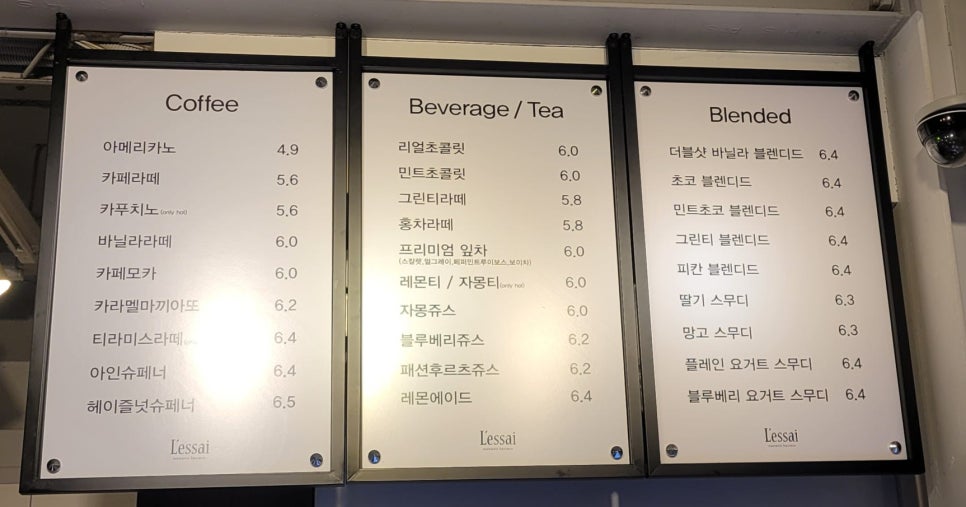 Coffee
아메리카노 4.9
카페라떼 5.6
카푸치노(only hot) 5.6
바닐라라떼 6.0
카페모카 6.0
카라멜마끼아또 6.2
티라미스라떼 6.4
아인슈페너 6.4
헤이즐넛슈페너 6.5
L'essai
Beverage / Tea
리얼초콜릿 6.0
민트초콜릿 6.0
그린티라떼 5.8
홍차라떼 5.8
프리미엄 잎차 6.0
레몬티 / 자몽티(only hot) 6.0
자몽쥬스 6.0
블루베리쥬스 6.2
패션후르츠쥬스 6.2
레몬에이드 6.4
L'essai
Blended
더블샷 바닐라 블렌디드 6.4
초코 블렌디드 6.4
민트초코 블렌디드 6.4
그린티 블렌디드 6.4
피칸 블렌디드 6.4
딸기 스무디 6.3
망고 스무디 6.3
플레인 요거트 스무디 6.4
블루베리 요거트 스무디 6.4
L'essai